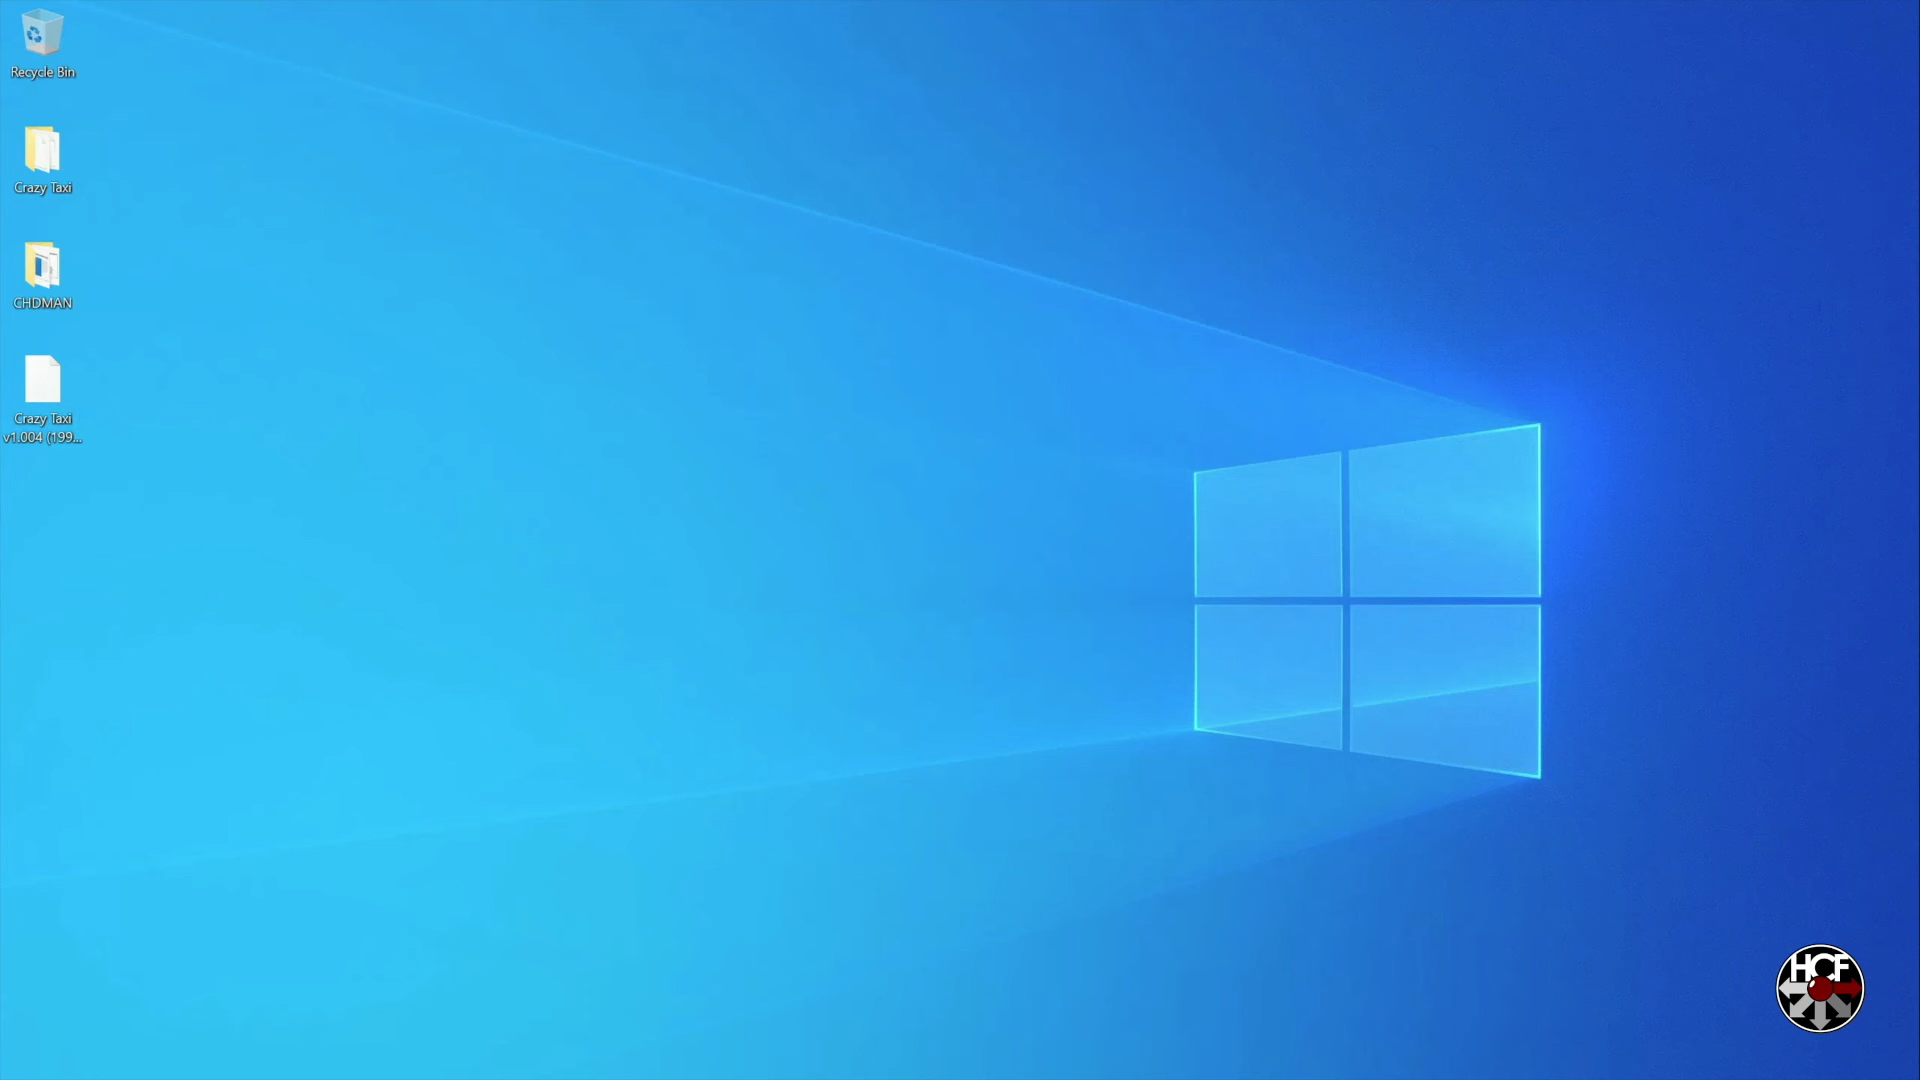 Recycle Bin
Crazy Taxi
CHDMAN
Crazy Taxi
v1.004 (199...
HCF